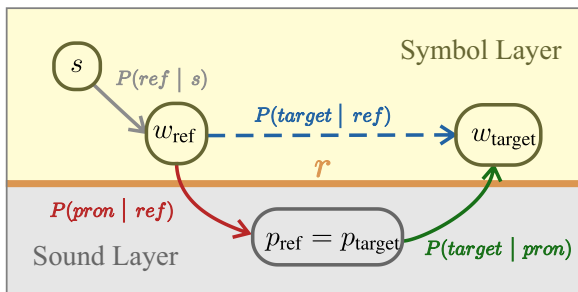 Symbol Layer
s
P(ref | s)
w_ref
P(target | ref)
w_target
r
P(pron | ref)
p_ref = p_target
P(target | pron)
Sound Layer